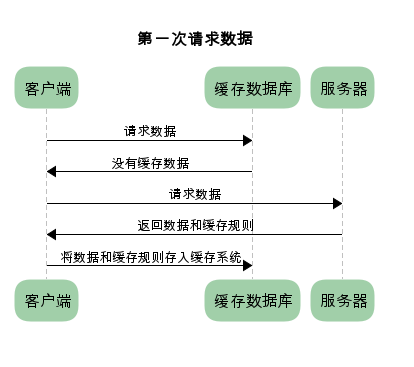 第一次请求数据
客户端
缓存数据库
服务器
请求数据
没有缓存数据
请求数据
返回数据和缓存规则
将数据和缓存规则存入缓存系统
客户端
缓存数据库
服务器